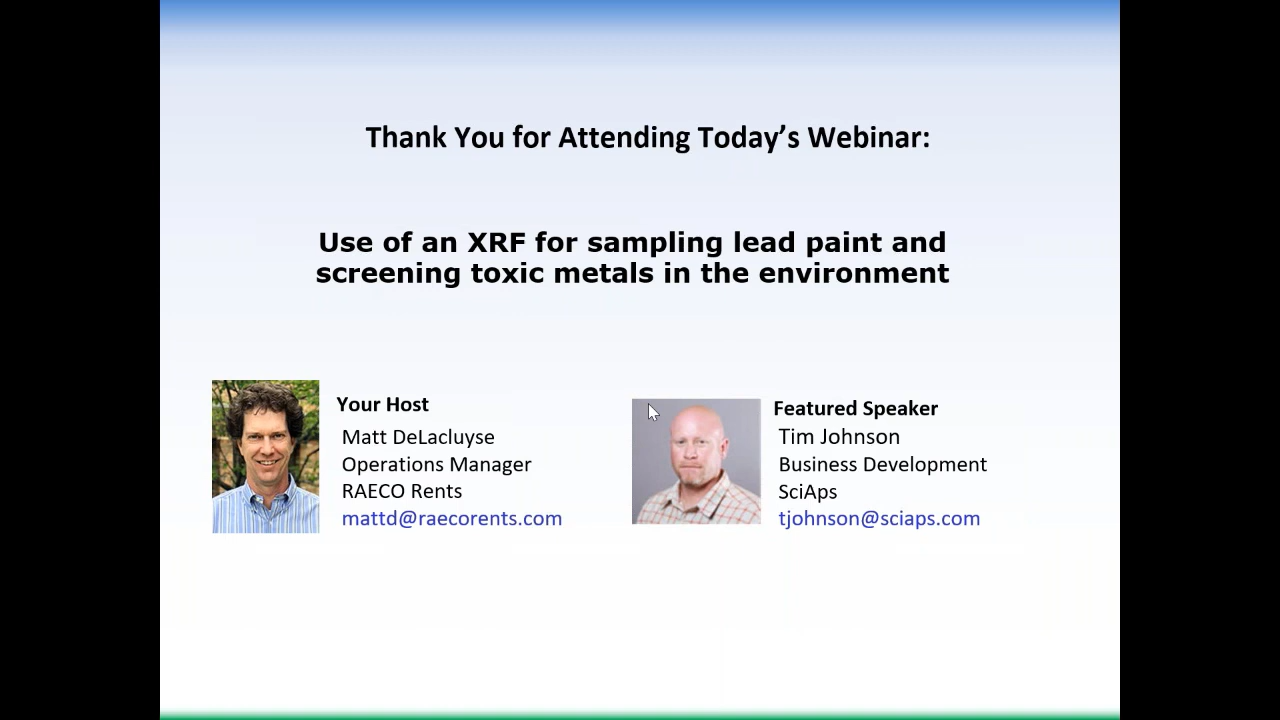 Thank You for Attending Today’s Webinar:
Use of an XRF for sampling lead paint and
screening toxic metals in the environment
Your Host
Matt DeLacluyse
Operations Manager
RAECO Rents
mattd@raecorents.com
Featured Speaker
Tim Johnson
Business Development
SciAps
tjohnson@sciaps.com